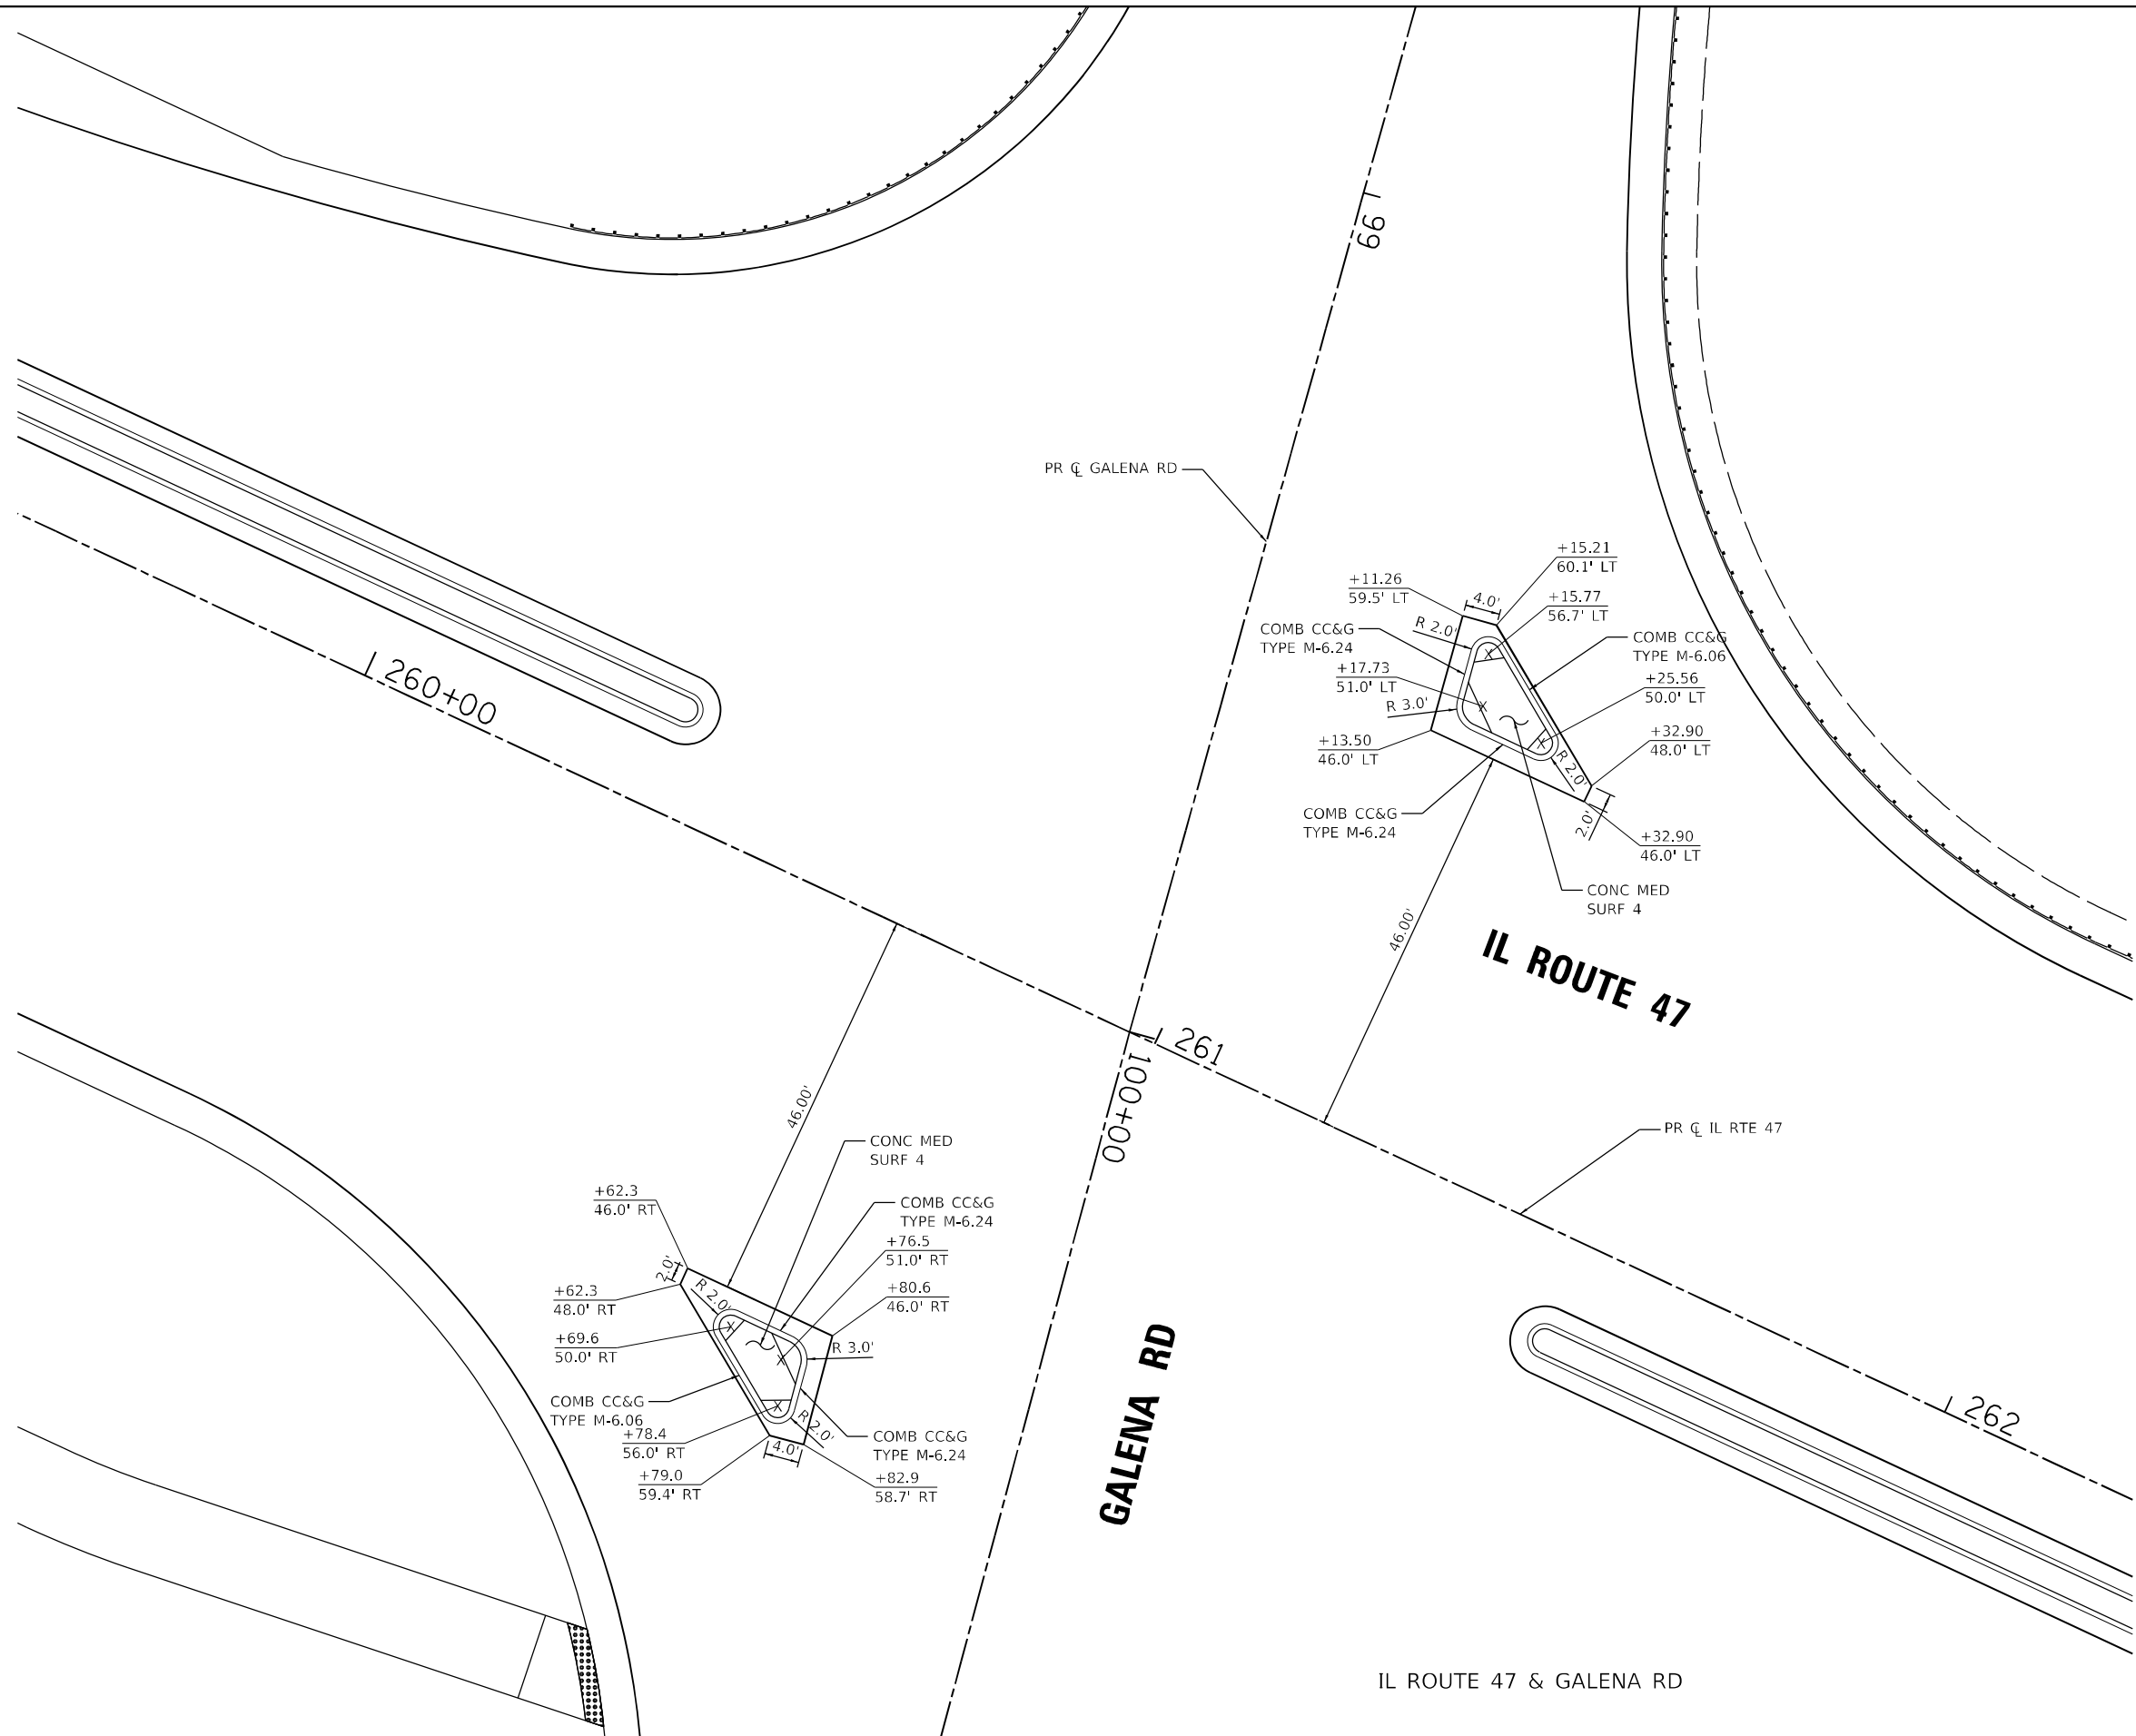 99
PR ℄ GALENA RD
+15.21
60.1' LT
+11.26
59.5' LT
4.0'
+15.77
56.7' LT
R 2.0'
COMB CC&G
TYPE M-6.24
COMB CC&G
TYPE M-6.06
+17.73
51.0' LT
+25.56
50.0' LT
R 3.0'
+13.50
46.0' LT
+32.90
48.0' LT
R 2.0'
COMB CC&G
TYPE M-6.24
2.0'
+32.90
46.0' LT
CONC MED
SURF 4
260+00
46.00'
IL ROUTE 47
261
100+00
46.00'
PR ℄ IL RTE 47
CONC MED
SURF 4
+62.3
46.0' RT
COMB CC&G
TYPE M-6.24
+76.5
51.0' RT
2.0'
R 2.0'
+62.3
48.0' RT
+80.6
46.0' RT
+69.6
50.0' RT
R 3.0'
COMB CC&G
TYPE M-6.06
+78.4
56.0' RT
R 2.0'
COMB CC&G
TYPE M-6.24
4.0'
+79.0
59.4' RT
+82.9
58.7' RT
GALENA RD
262
IL ROUTE 47 & GALENA RD